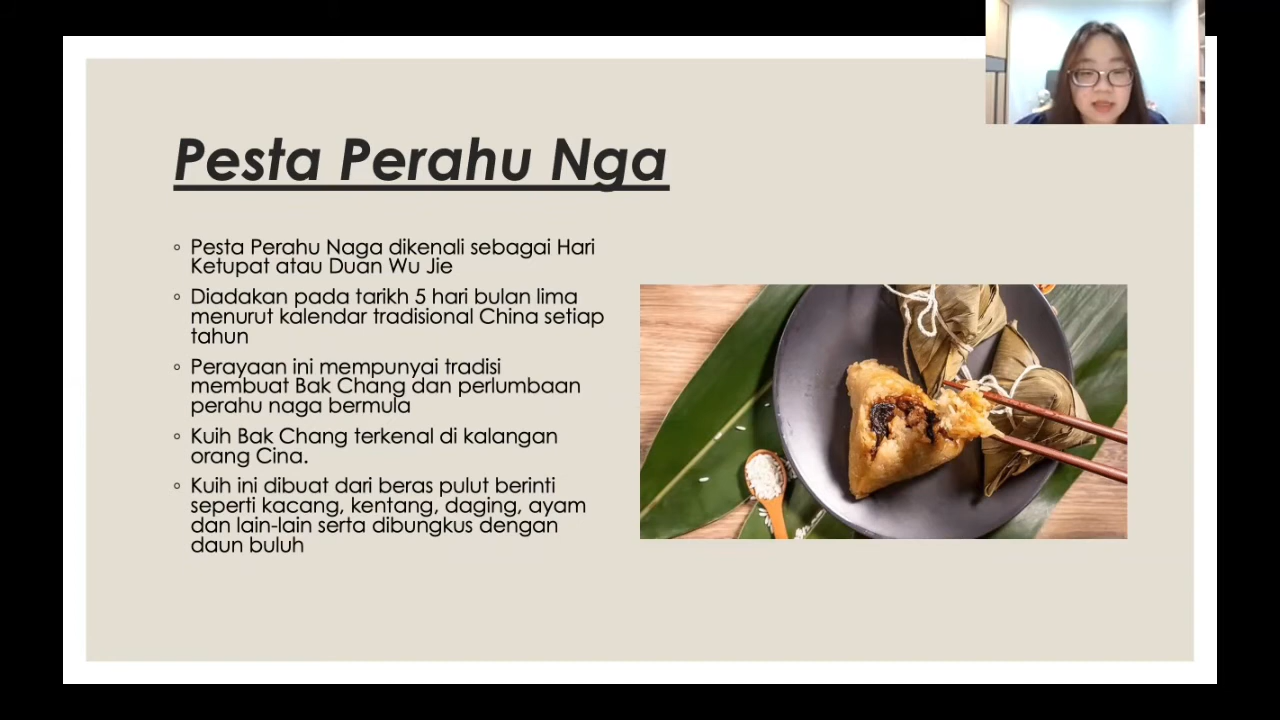 Pesta Perahu Nga
◦ Pesta Perahu Naga dikenali sebagai Hari
Ketupat atau Duan Wu Jie
◦ Diadakan pada tarikh 5 hari bulan lima
menurut kalendar tradisional China setiap
tahun
◦ Perayaan ini mempunyai tradisi
membuat Bak Chang dan perlumbaan
perahu naga bermula
◦ Kuih Bak Chang terkenal di kalangan
orang Cina.
◦ Kuih ini dibuat dari beras pulut berinti
seperti kacang, kentang, daging, ayam
dan lain-lain serta dibungkus dengan
daun buluh